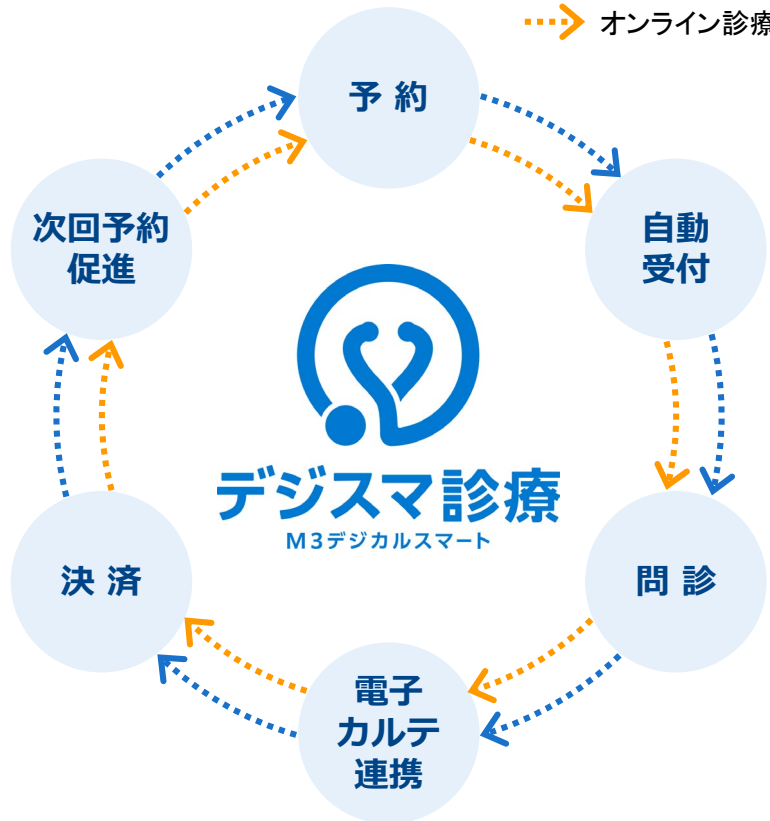 オンライン診療
予約
自動
受付
問診
電子
カルテ
連携
決済
次回予約
促進
デジスマ診療
M3デジカルスマート